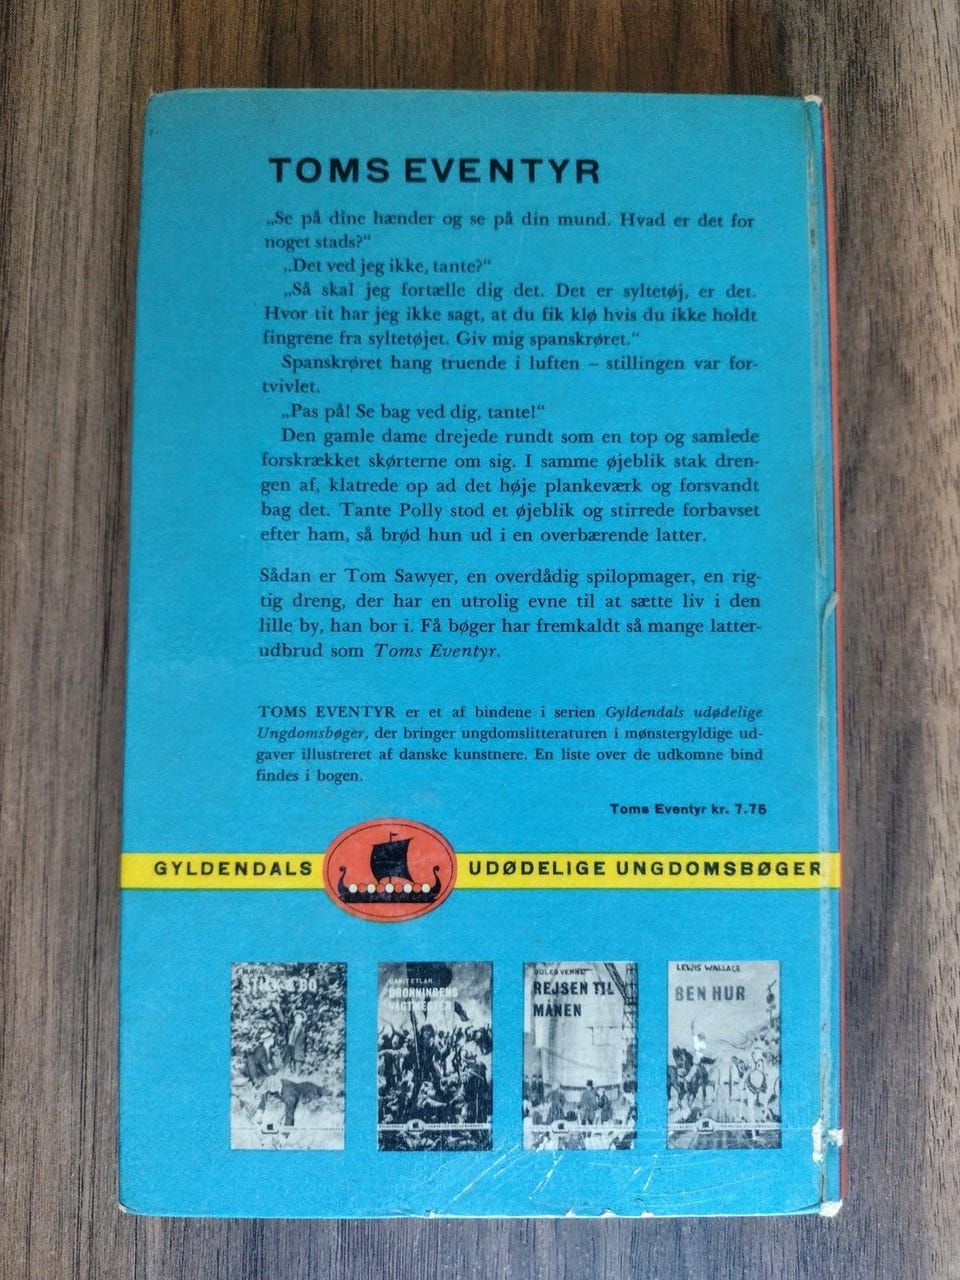 TOMS EVENTYR
„Se på dine hænder og se på din mund. Hvad er det for
noget stads?“
„Det ved jeg ikke, tante?“
„Så skal jeg fortælle dig det. Det er syltetøj, er det.
Hvor tit har jeg ikke sagt, at du fik klø hvis du ikke holdt
fingrene fra syltetøjet. Giv mig spanskrøret.“
Spanskrøret hang truende i luften – stillingen var for-
tvivlet.
„Pas på! Se bag ved dig, tante!“
Den gamle dame drejede rundt som en top og samlede
forskrækket skørterne om sig. I samme øjeblik stak dren-
gen af, klatrede op ad det høje plankeværk og forsvandt
bag det. Tante Polly stod et øjeblik og stirrede forbavset
efter ham, så brød hun ud i en overbærende latter.
Sådan er Tom Sawyer, en overdådig spilopmager, en rig-
tig dreng, der har en utrolig evne til at sætte liv i den
lille by, han bor i. Få bøger har fremkaldt så mange latter-
udbrud som Toms Eventyr.
TOMS EVENTYR er et af bindene i serien Gyldendals udødelige
Ungdomsbøger, der bringer ungdomslitteraturen i mønstergyldige ud-
gaver illustreret af danske kunstnere. En liste over de udkomne bind
findes i bogen.
Toms Eventyr kr. 7.75
GYLDENDALS UDØDELIGE UNGDOMSBØGER
CARIT ETLAR
DRONNINGENS
VAGTMESTER
JULES VERNE
REJSEN TIL
MÅNEN
LEWIS WALLACE
BEN HUR